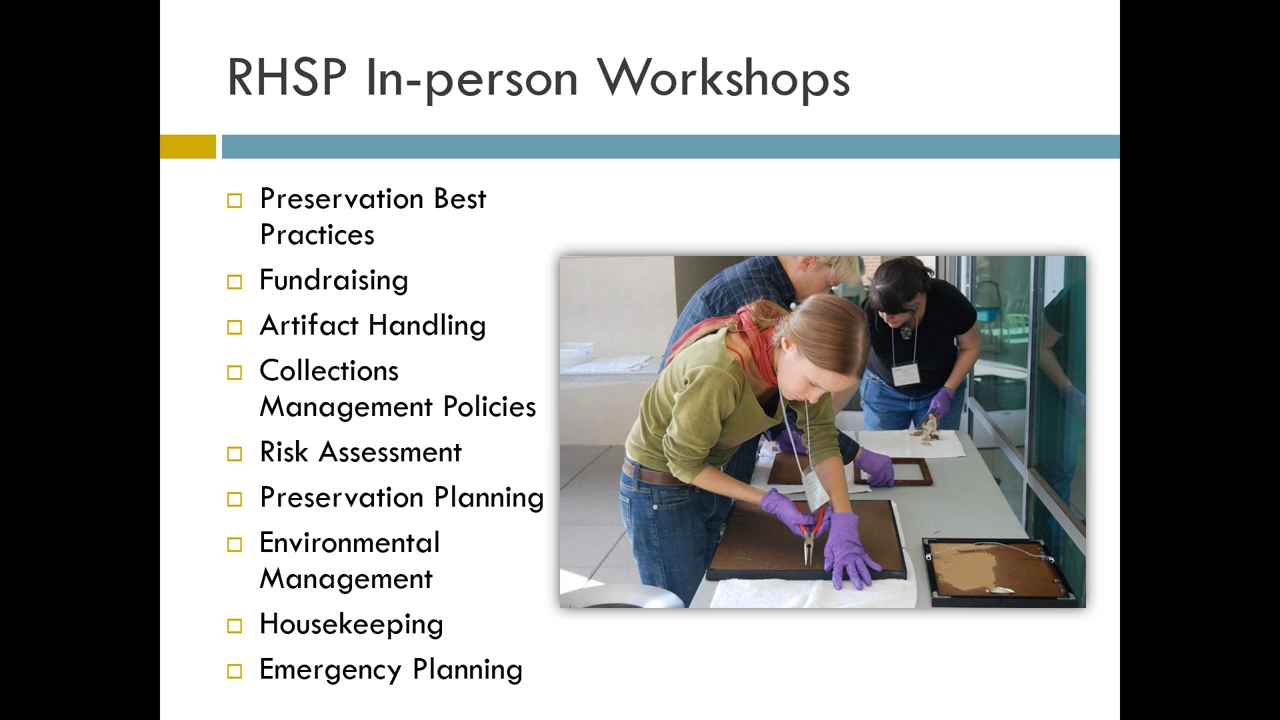 RHSP In-person Workshops
Preservation Best
Practices
Fundraising
Artifact Handling
Collections
Management Policies
Risk Assessment
Preservation Planning
Environmental
Management
Housekeeping
Emergency Planning